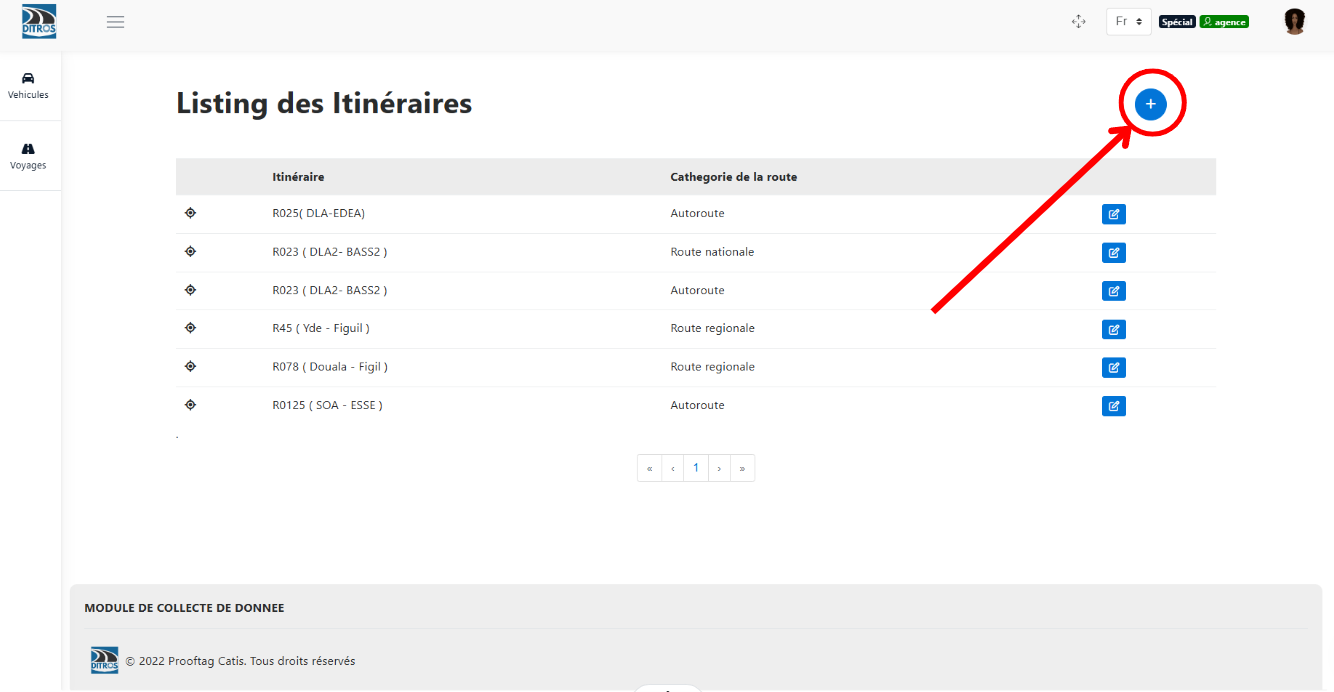 DITROS
Fr
Spécial
agence
Vehicules
Voyages
Listing des Itinéraires
+
Itinéraire Cathegorie de la route
R025( DLA-EDEA) Autoroute
R023 ( DLA2- BASS2 ) Route nationale
R023 ( DLA2- BASS2 ) Autoroute
R45 ( Yde - Figuil ) Route regionale
R078 ( Douala - Figil ) Route regionale
R0125 ( SOA - ESSE ) Autoroute
.
« ‹ 1 › »
MODULE DE COLLECTE DE DONNEE
DITROS
© 2022 Prooftag Catis. Tous droits réservés